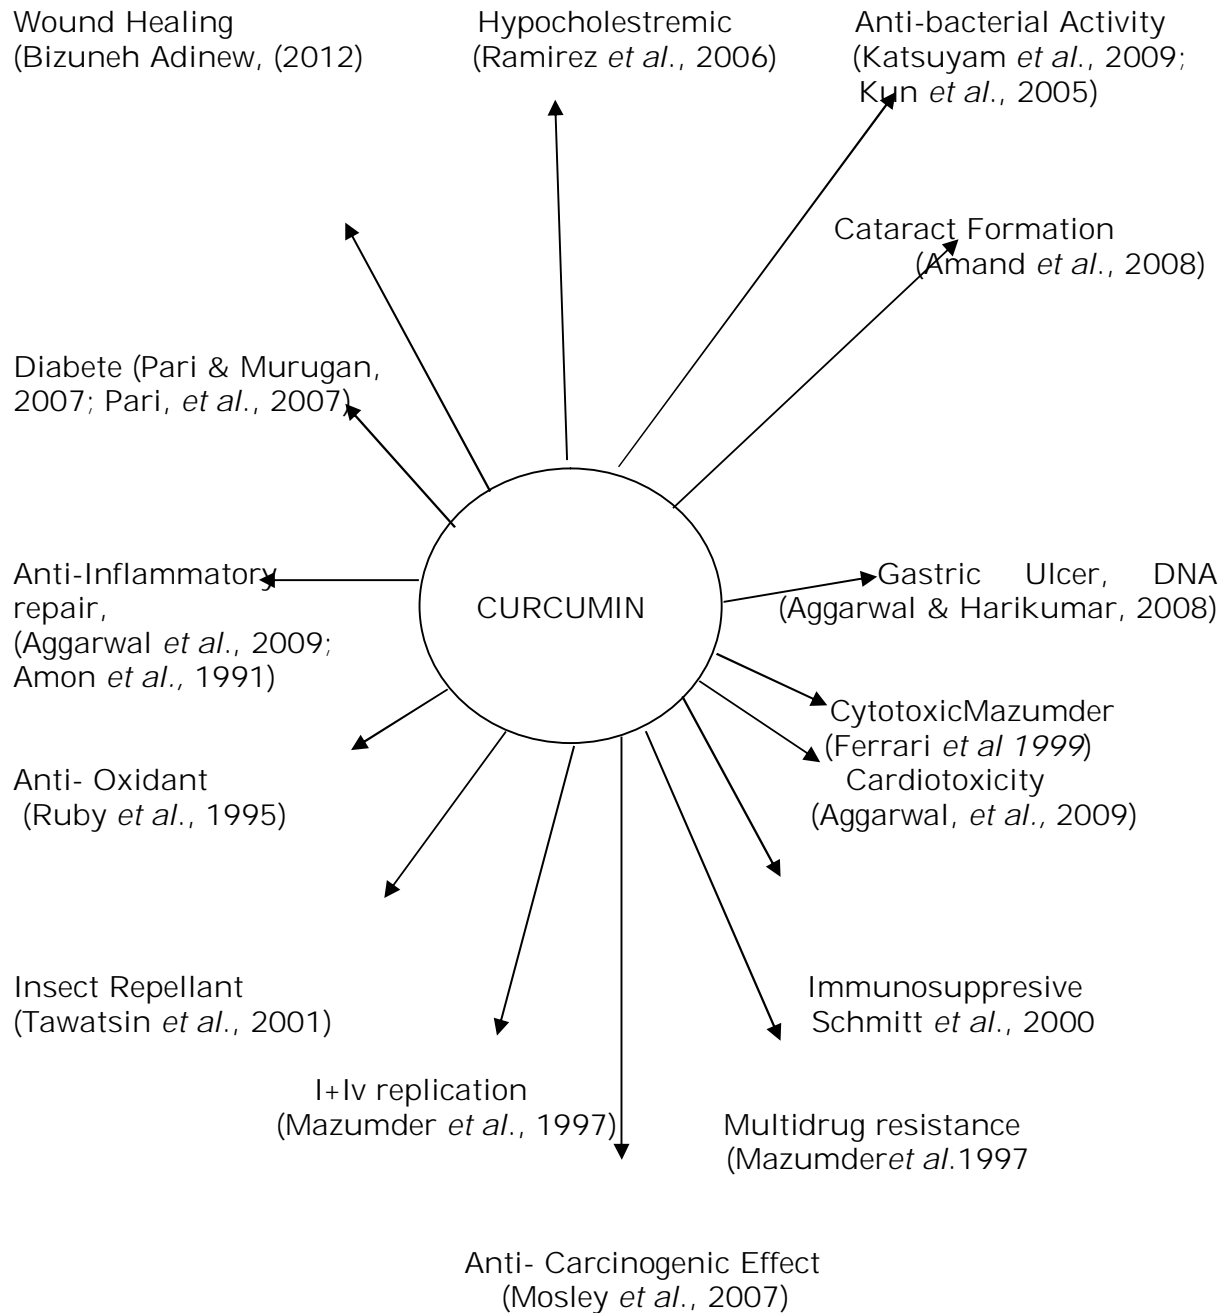 Wound Healing
(Bizuneh Adinew, (2012)
Hypocholestremic
(Ramirez et al., 2006)
Anti-bacterial Activity
(Katsuyam et al., 2009;
Kun et al., 2005)
Cataract Formation
(Amand et al., 2008)
Diabete (Pari & Murugan,
2007; Pari, et al., 2007)
Anti-Inflammatory
repair,
(Aggarwal et al., 2009;
Amon et al., 1991)
CURCUMIN
Gastric Ulcer, DNA
(Aggarwal & Harikumar, 2008)
CytotoxicMazumder
(Ferrari et al 1999)
Cardiotoxicity
(Aggarwal, et al., 2009)
Anti- Oxidant
(Ruby et al., 1995)
Insect Repellant
(Tawatsin et al., 2001)
Immunosuppresive
Schmitt et al., 2000
I+Iv replication
(Mazumder et al., 1997)
Multidrug resistance
(Mazumderet al.1997
Anti- Carcinogenic Effect
(Mosley et al., 2007)